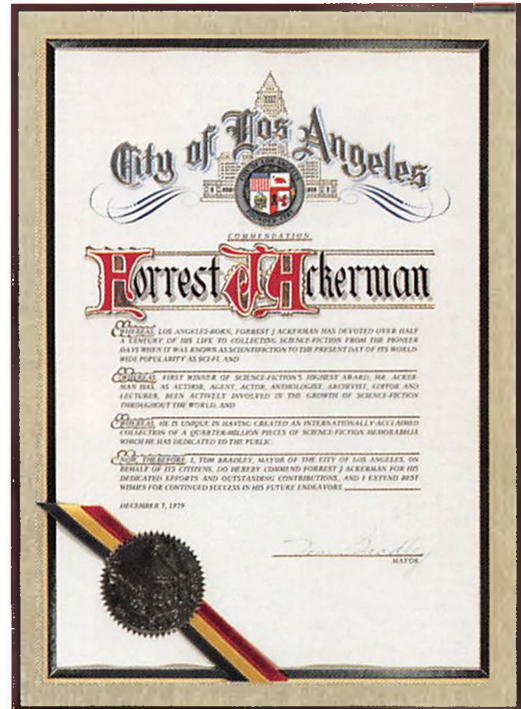 City of Los Angeles
COMMENDATION
Forrest J Ackerman
WHEREAS, LOS ANGELES-BORN, FORREST J ACKERMAN HAS DEVOTED OVER HALF
A CENTURY OF HIS LIFE TO COLLECTING SCIENCE-FICTION FROM THE PIONEER
DAYS WHEN IT WAS KNOWN AS SCIENTIFICTION TO THE PRESENT DAY OF ITS WORLD-
WIDE POPULARITY AS SCI-FI; AND
WHEREAS, FIRST WINNER OF SCIENCE-FICTION'S HIGHEST AWARD, MR. ACKER-
MAN HAS, AS AUTHOR, AGENT, ACTOR, ANTHOLOGIST, ARCHIVIST, EDITOR AND
LECTURER, BEEN ACTIVELY INVOLVED IN THE GROWTH OF SCIENCE-FICTION
THROUGHOUT THE WORLD; AND
WHEREAS, HE IS UNIQUE IN HAVING CREATED AN INTERNATIONALLY-ACCLAIMED
COLLECTION OF A QUARTER-MILLION PIECES OF SCIENCE-FICTION MEMORABILIA
WHICH HE HAS DEDICATED TO THE PUBLIC.
NOW, THEREFORE, I, TOM BRADLEY, MAYOR OF THE CITY OF LOS ANGELES, ON
BEHALF OF ITS CITIZENS, DO HEREBY COMMEND FORREST J ACKERMAN FOR HIS
DEDICATED EFFORTS AND OUTSTANDING CONTRIBUTIONS, AND I EXTEND BEST
WISHES FOR CONTINUED SUCCESS IN HIS FUTURE ENDEAVORS
DECEMBER 7, 1979
Tom Bradley
MAYOR